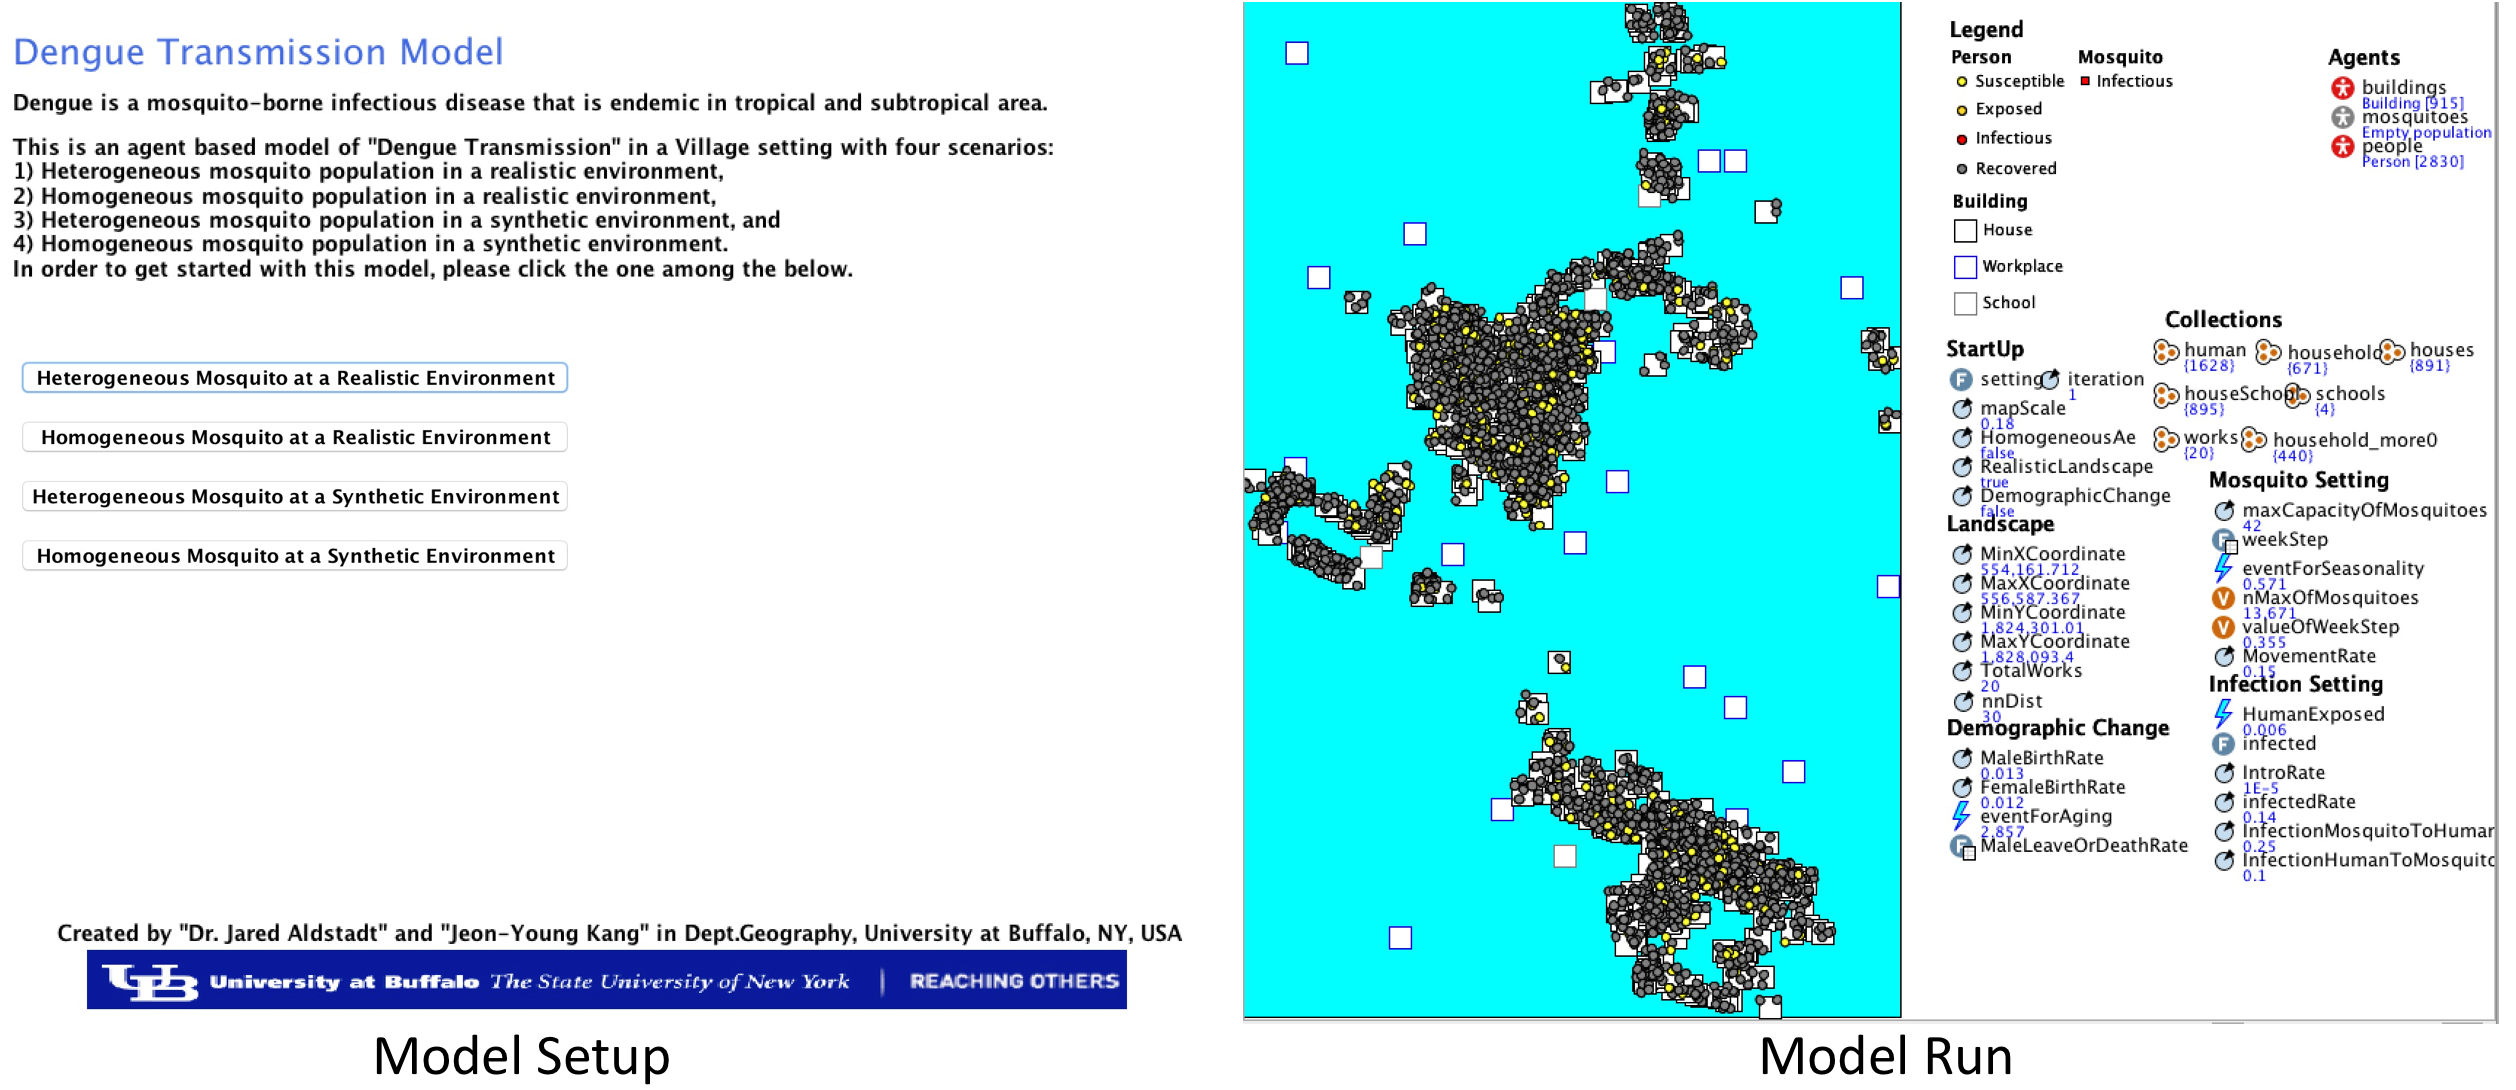 Dengue Transmission Model
Dengue is a mosquito-borne infectious disease that is endemic in tropical and subtropical area.
This is an agent based model of "Dengue Transmission" in a Village setting with four scenarios:
1) Heterogeneous mosquito population in a realistic environment,
2) Homogeneous mosquito population in a realistic environment,
3) Heterogeneous mosquito population in a synthetic environment, and
4) Homogeneous mosquito population in a synthetic environment.
In order to get started with this model, please click the one among the below.
Heterogeneous Mosquito at a Realistic Environment
Homogeneous Mosquito at a Realistic Environment
Heterogeneous Mosquito at a Synthetic Environment
Homogeneous Mosquito at a Synthetic Environment
Created by "Dr. Jared Aldstadt" and "Jeon-Young Kang" in Dept.Geography, University at Buffalo, NY, USA
UB University at Buffalo The State University of New York | REACHING OTHERS
Model Setup
Legend
Person
Susceptible
Exposed
Infectious
Recovered
Mosquito
Infectious
Building
House
Workplace
School
Agents
buildings
Building [915]
mosquitoes
Empty population
people
Person [2830]
Collections
human
{1628}
household
{671}
houses
{891}
houseSchool
{895}
schools
{4}
works
{20}
household_more0
{440}
StartUp
F setting
iteration
1
mapScale
0.18
HomogeneousAe
false
RealisticLandscape
true
DemographicChange
false
Landscape
MinXCoordinate
554,161.712
MaxXCoordinate
556,587.367
MinYCoordinate
1,824,301.01
MaxYCoordinate
1,828,093.4
TotalWorks
20
nnDist
30
Demographic Change
MaleBirthRate
0.013
FemaleBirthRate
0.012
eventForAging
2.857
F MaleLeaveOrDeathRate
Mosquito Setting
maxCapacityOfMosquitoes
42
F weekStep
eventForSeasonality
0.571
V nMaxOfMosquitoes
13,671
V valueOfWeekStep
0.355
MovementRate
0.15
Infection Setting
HumanExposed
0.006
F infected
IntroRate
1E-5
infectedRate
0.14
InfectionMosquitoToHumar
0.25
InfectionHumanToMosquito
0.1
Model Run